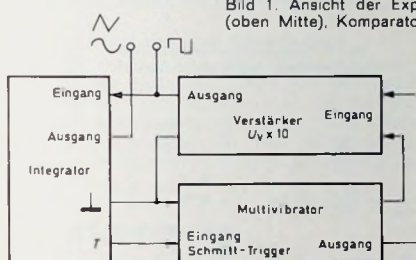 Bild 1. Ansicht der Exp
(oben Mitte), Komparato
Eingang
Ausgang
Integrator
T
Ausgang
Verstärker
Uv x 10
Eingang
Multivibrator
Eingang
Schmitt-Trigger
Ausgang